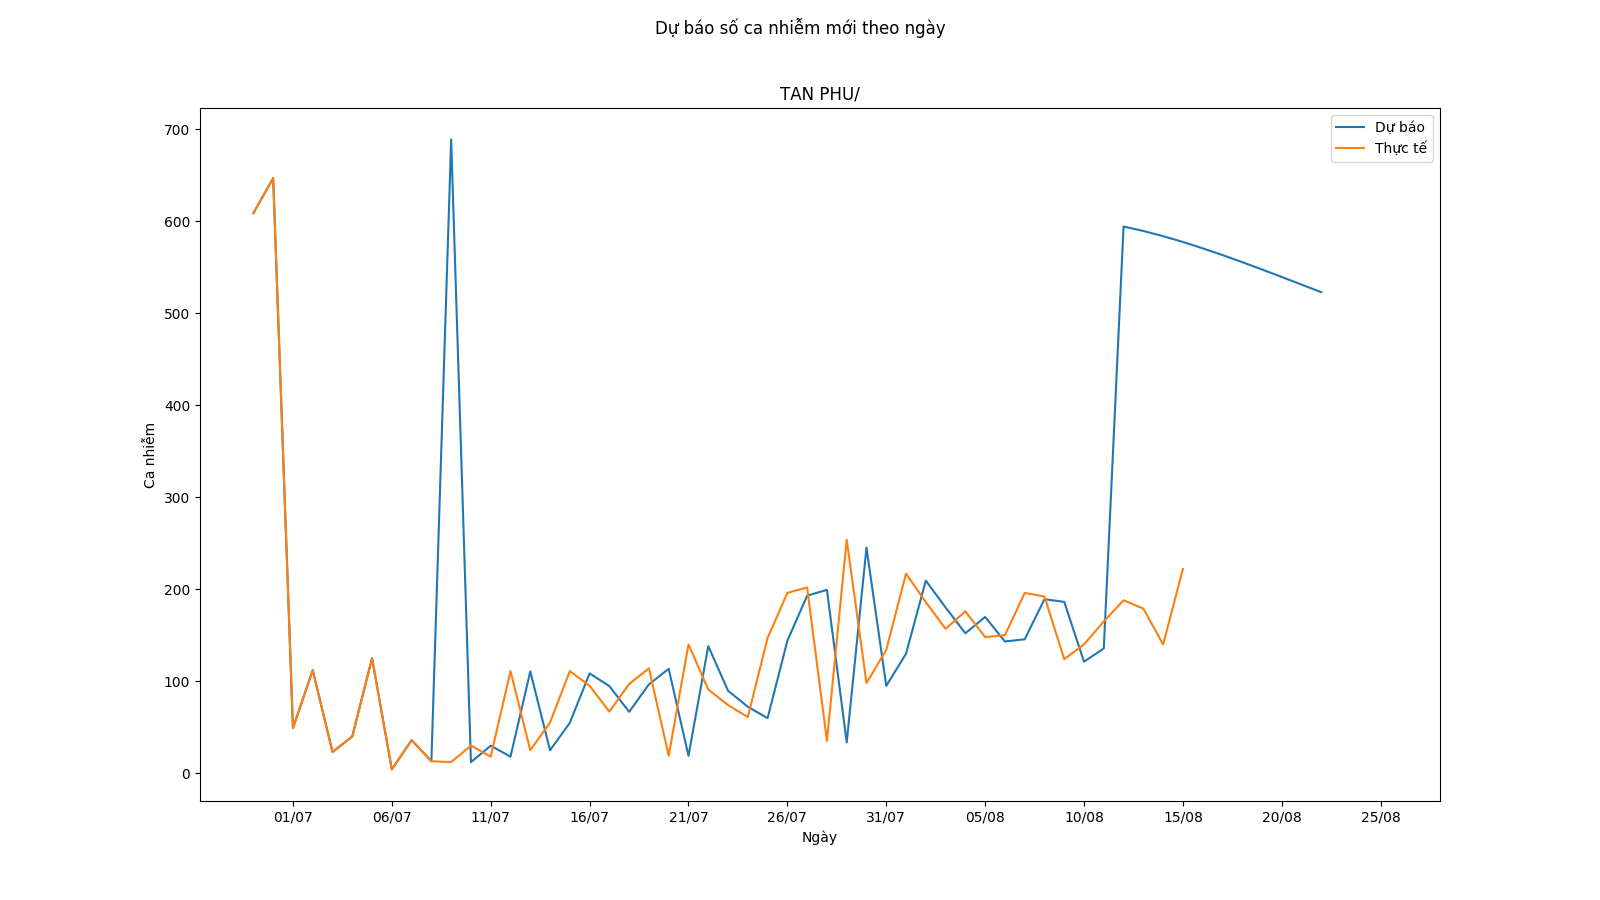 Dự báo số ca nhiễm mới theo ngày
TAN PHU/
Dự báo
Thực tế
700
600
500
400
300
200
100
0
Ca nhiễm
01/07 06/07 11/07 16/07 21/07 26/07 31/07 05/08 10/08 15/08 20/08 25/08
Ngày